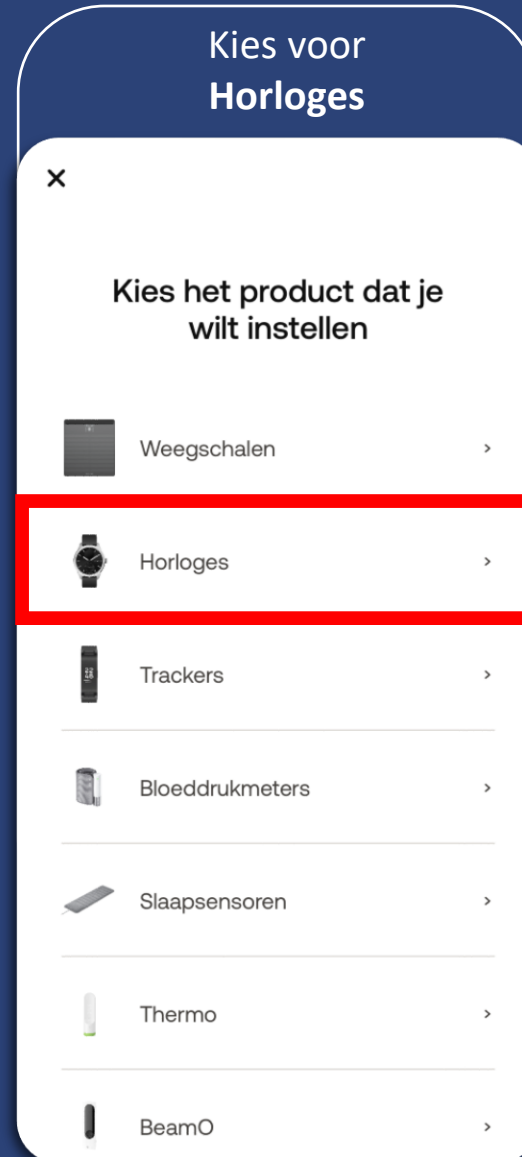 Kies voor
Horloges
×
Kies het product dat je
wilt instellen
Weegschalen
Horloges
Trackers
Bloeddrukmeters
Slaapsensoren
Thermo
BeamO